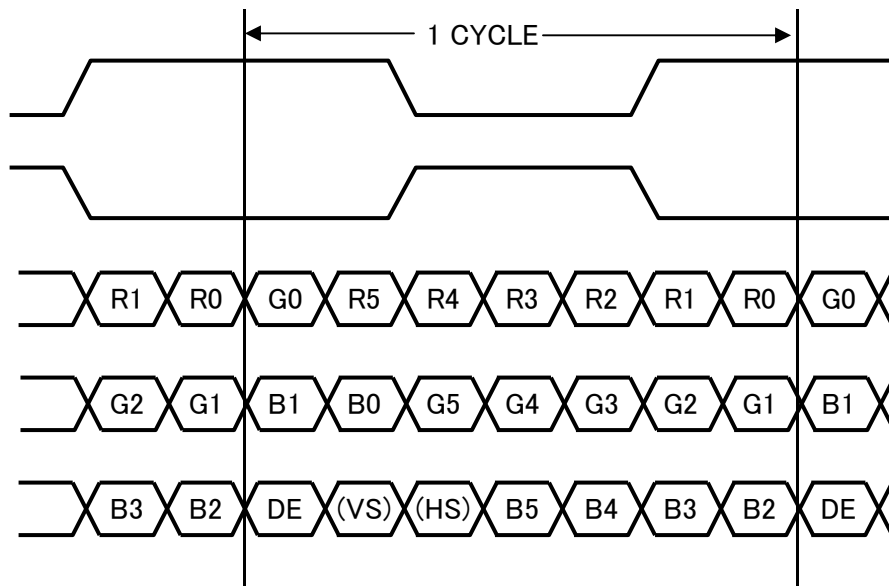 1 CYCLE
R1 R0 G0 R5 R4 R3 R2 R1 R0 G0
G2 G1 B1 B0 G5 G4 G3 G2 G1 B1
B3 B2 DE (VS) (HS) B5 B4 B3 B2 DE